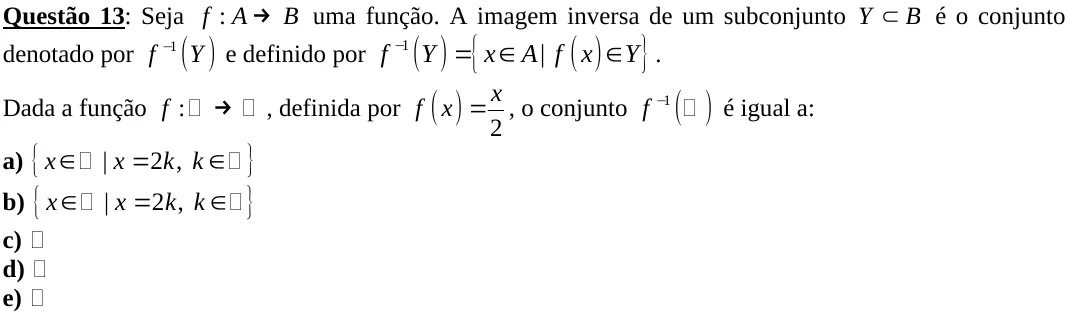 Questão 13: Seja f : A → B uma função. A imagem inversa de um subconjunto Y ⊂ B é o conjunto
denotado por f⁻¹(Y) e definido por f⁻¹(Y) = {x ∈ A | f(x) ∈ Y}.
Dada a função f : □ → □ , definida por f(x) = x/2, o conjunto f⁻¹(□ ) é igual a:
a) {x ∈ □ | x = 2k, k ∈ □}
b) {x ∈ □ | x = 2k, k ∈ □}
c) □
d) □
e) □